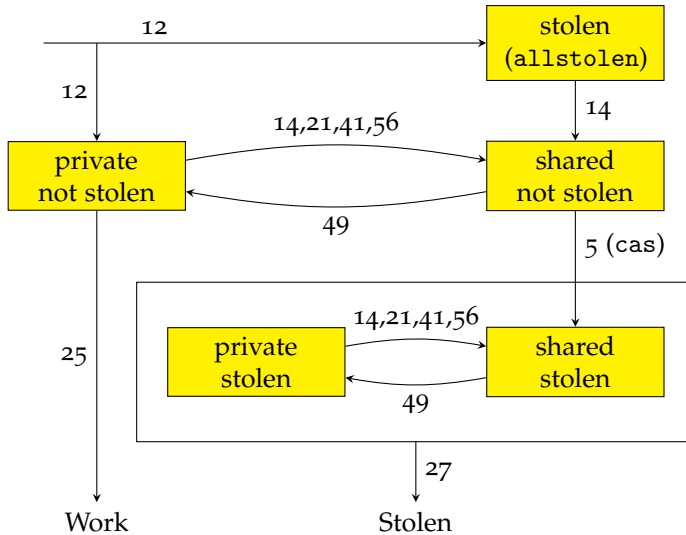 12
stolen
(allstolen)
12
14
14,21,41,56
private
not stolen
shared
not stolen
49
5 (cas)
14,21,41,56
25
private
stolen
shared
stolen
49
27
Work
Stolen